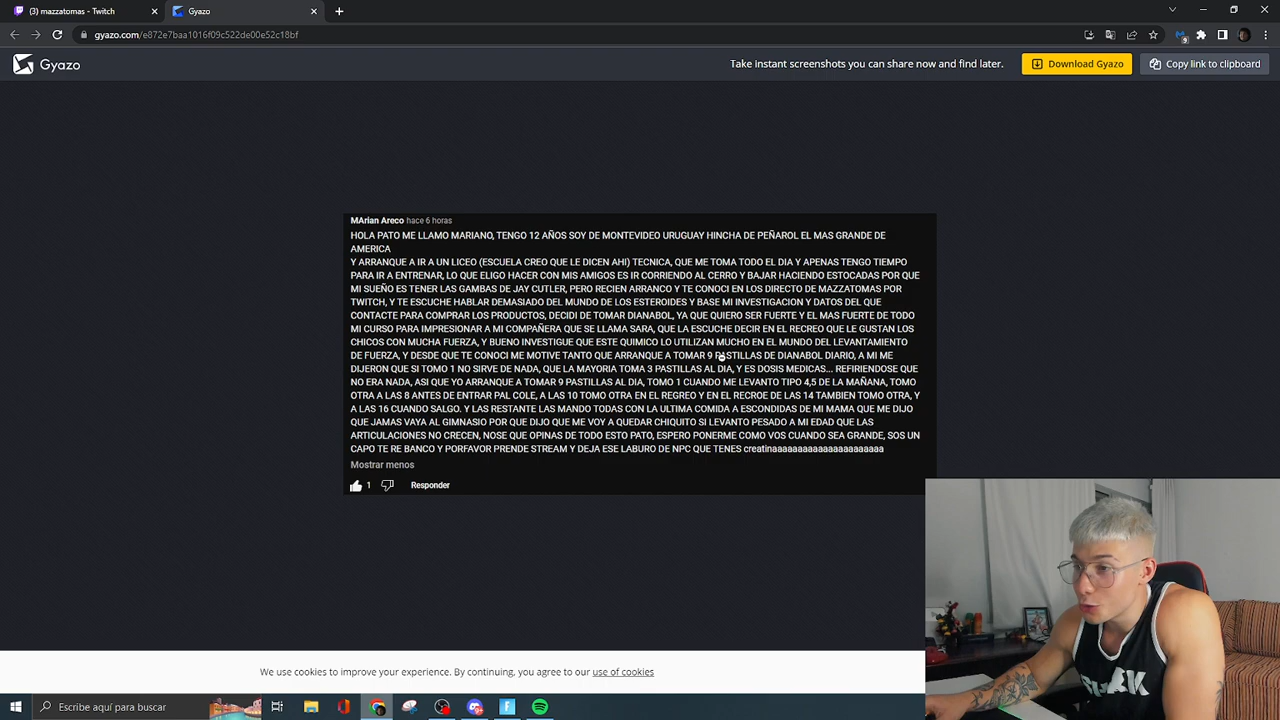 (3) mazzatomas - Twitch
Gyazo
gyazo.com/e872e7baa1016f09c522de00e52c18bf
9
Gyazo
Take instant screenshots you can share now and find later.
Download Gyazo
Copy link to clipboard
MArian Areco hace 6 horas
HOLA PATO ME LLAMO MARIANO, TENGO 12 AÑOS SOY DE MONTEVIDEO URUGUAY HINCHA DE PEÑAROL EL MAS GRANDE DE
AMERICA
Y ARRANQUE A IR A UN LICEO (ESCUELA CREO QUE LE DICEN AHI) TECNICA, QUE ME TOMA TODO EL DIA Y APENAS TENGO TIEMPO
PARA IR A ENTRENAR, LO QUE ELIGO HACER CON MIS AMIGOS ES IR CORRIENDO AL CERRO Y BAJAR HACIENDO ESTOCADAS POR QUE
MI SUEÑO ES TENER LAS GAMBAS DE JAY CUTLER, PERO RECIEN ARRANCO Y TE CONOCI EN LOS DIRECTO DE MAZZATOMAS POR
TWITCH, Y TE ESCUCHE HABLAR DEMASIADO DEL MUNDO DE LOS ESTEROIDES Y BASE MI INVESTIGACION Y DATOS DEL QUE
CONTACTE PARA COMPRAR LOS PRODUCTOS, DECIDI DE TOMAR DIANABOL, YA QUE QUIERO SER FUERTE Y EL MAS FUERTE DE TODO
MI CURSO PARA IMPRESIONAR A MI COMPAÑERA QUE SE LLAMA SARA, QUE LA ESCUCHE DECIR EN EL RECREO QUE LE GUSTAN LOS
CHICOS CON MUCHA FUERZA, Y BUENO INVESTIGUE QUE ESTE QUIMICO LO UTILIZAN MUCHO EN EL MUNDO DEL LEVANTAMIENTO
DE FUERZA, Y DESDE QUE TE CONOCI ME MOTIVE TANTO QUE ARRANQUE A TOMAR 9 PASTILLAS DE DIANABOL DIARIO, A MI ME
DIJERON QUE SI TOMO 1 NO SIRVE DE NADA, QUE LA MAYORIA TOMA 3 PASTILLAS AL DIA, Y ES DOSIS MEDICAS... REFIRIENDOSE QUE
NO ERA NADA, ASI QUE YO ARRANQUE A TOMAR 9 PASTILLAS AL DIA, TOMO 1 CUANDO ME LEVANTO TIPO 4,5 DE LA MAÑANA, TOMO
OTRA A LAS 8 ANTES DE ENTRAR PAL COLE, A LAS 10 TOMO OTRA EN EL REGREO Y EN EL RECROE DE LAS 14 TAMBIEN TOMO OTRA, Y
A LAS 16 CUANDO SALGO. Y LAS RESTANTE LAS MANDO TODAS CON LA ULTIMA COMIDA A ESCONDIDAS DE MI MAMA QUE ME DIJO
QUE JAMAS VAYA AL GIMNASIO POR QUE DIJO QUE ME VOY A QUEDAR CHIQUITO SI LEVANTO PESADO A MI EDAD QUE LAS
ARTICULACIONES NO CRECEN, NOSE QUE OPINAS DE TODO ESTO PATO, ESPERO PONERME COMO VOS CUANDO SEA GRANDE, SOS UN
CAPO TE RE BANCO Y PORFAVOR PRENDE STREAM Y DEJA ESE LABURO DE NPC QUE TENES creatinaaaaaaaaaaaaaaaaaaaaaa
Mostrar menos
1
Responder
We use cookies to improve your experience. By continuing, you agree to our use of cookies
Escribe aquí para buscar